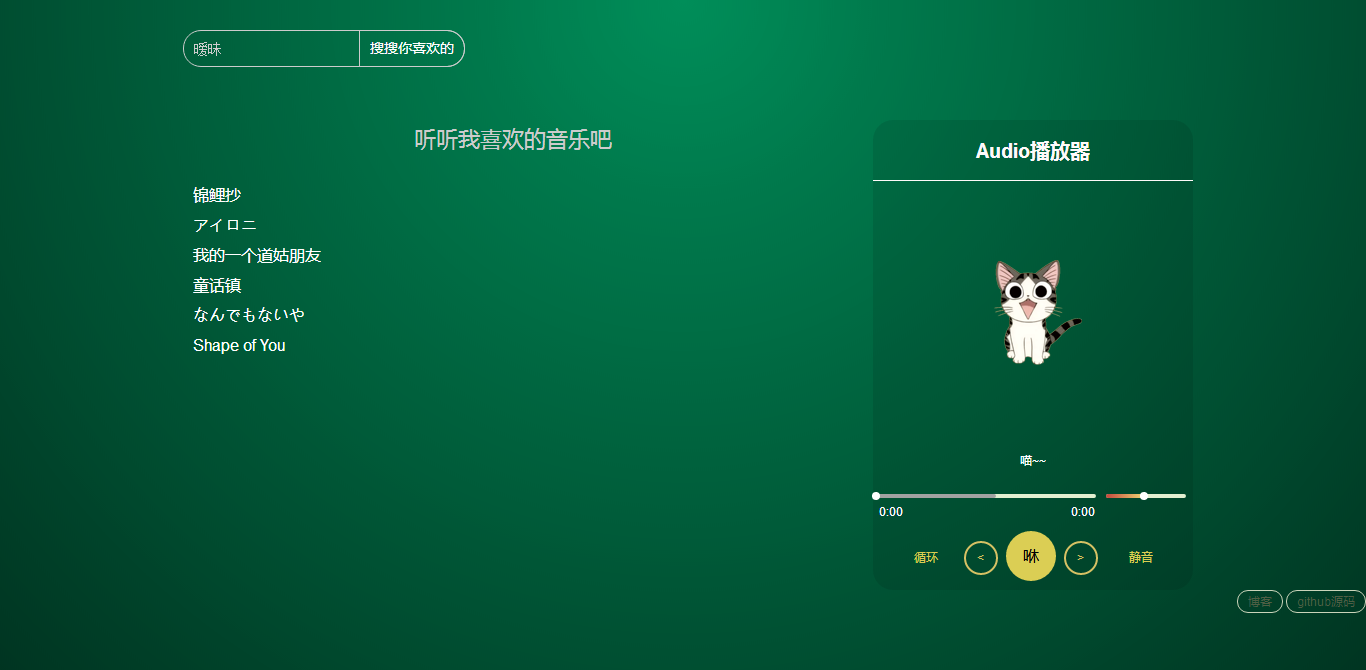 暧昧
搜搜你喜欢的
听听我喜欢的音乐吧
锦鲤抄
アイロニ
我的一个道姑朋友
童话镇
なんでもないや
Shape of You
Audio播放器
喵~~
0:00 0:00
循环 < 咻 > 静音
博客 github源码